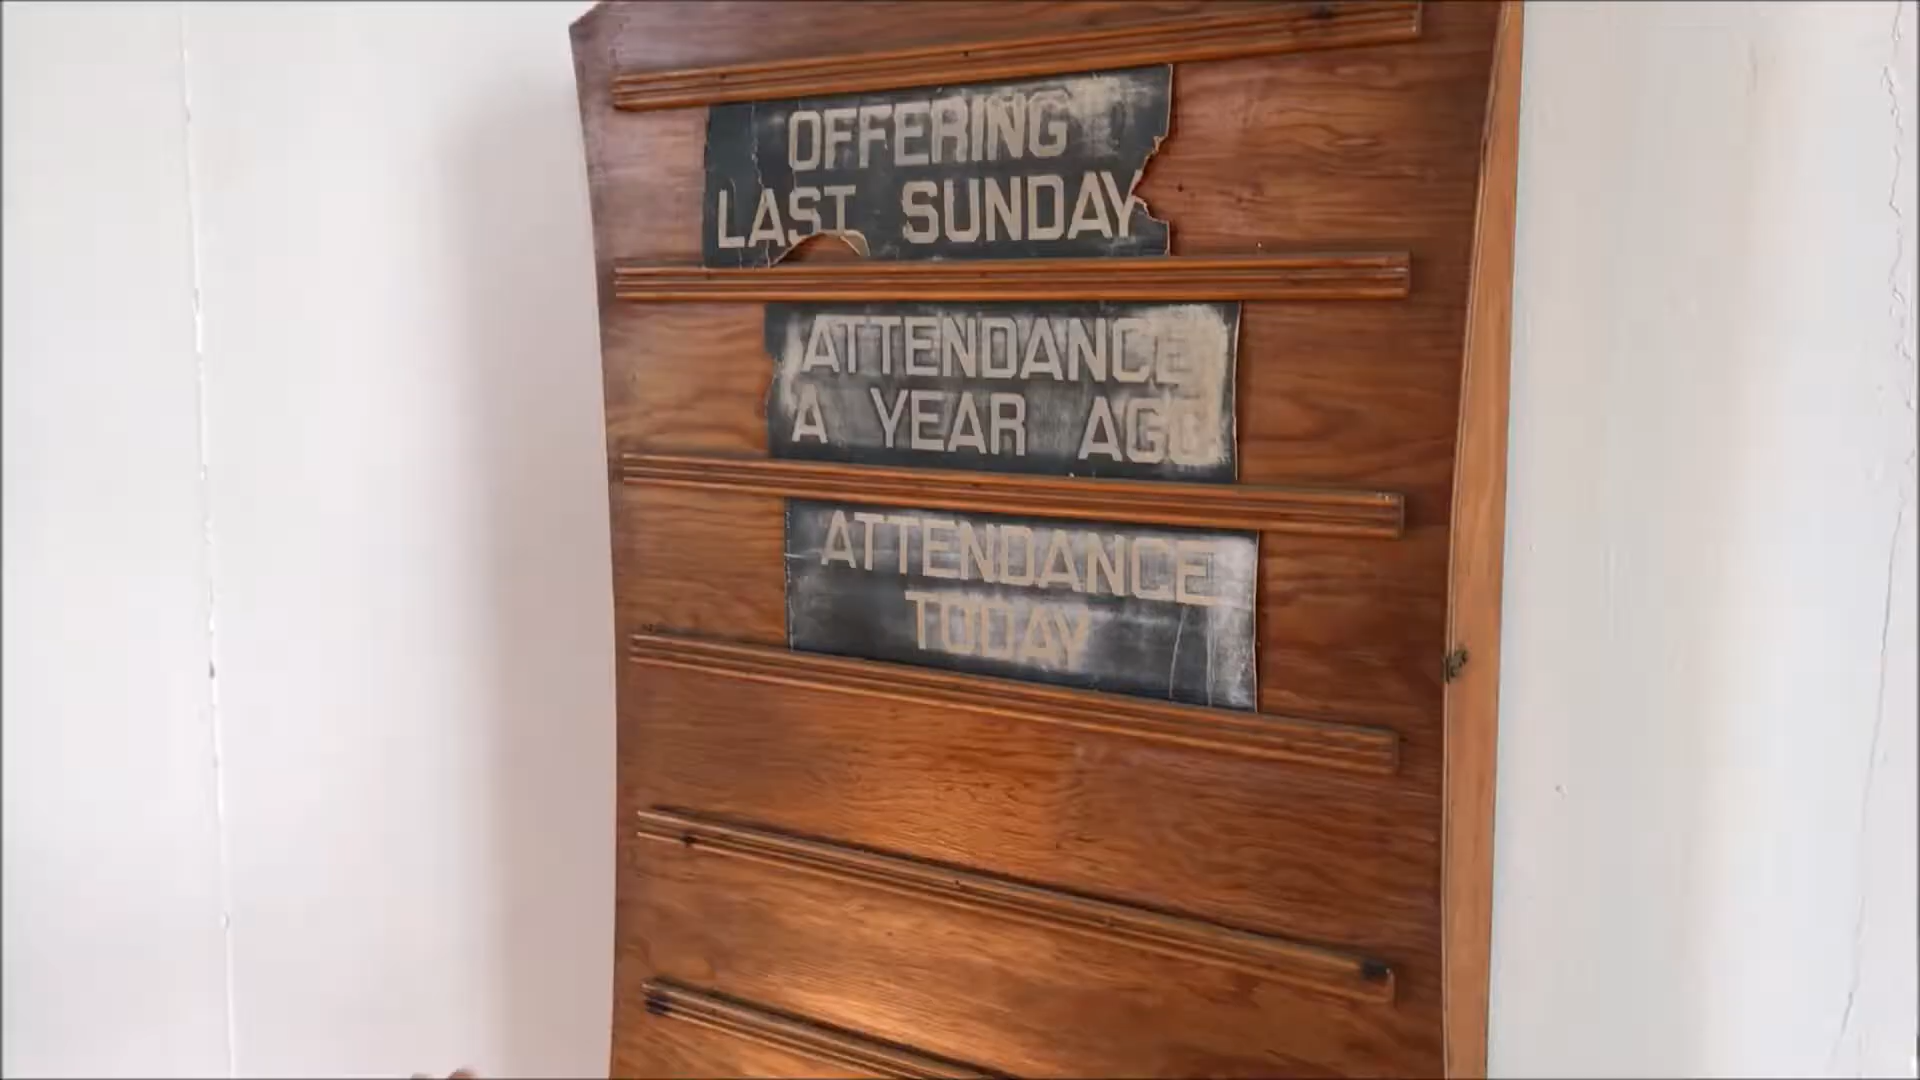 OFFERING
LAST SUNDAY
ATTENDANCE
A YEAR AGO
ATTENDANCE
TODAY